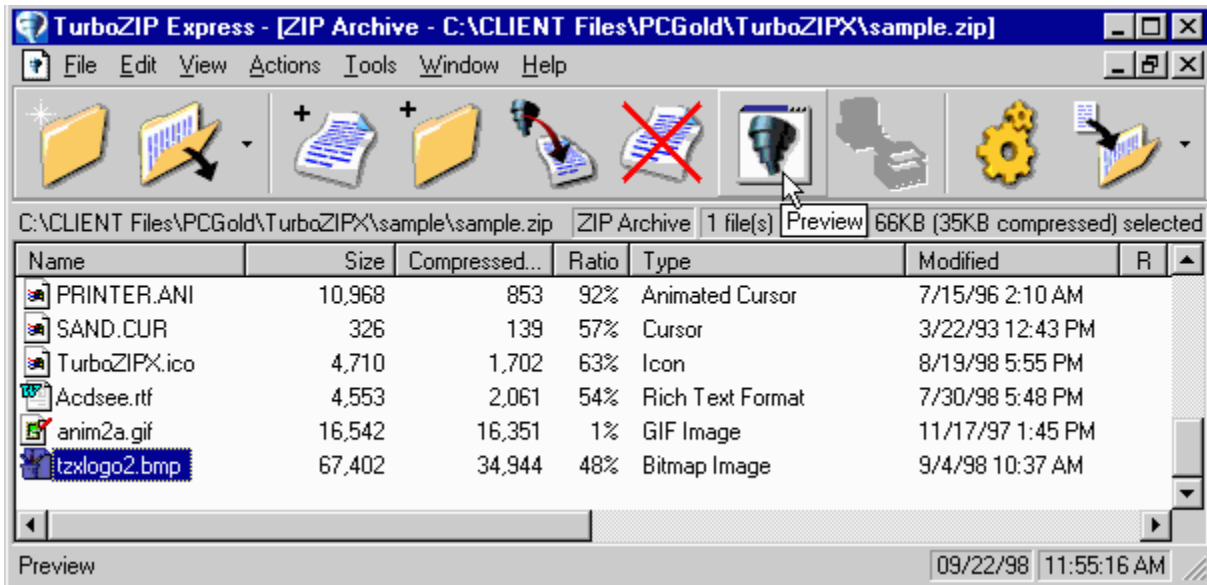 TurboZIP Express - [ZIP Archive - C:\CLIENT Files\PCGold\TurboZIPX\sample.zip]
File Edit View Actions Tools Window Help
C:\CLIENT Files\PCGold\TurboZIPX\sample\sample.zip ZIP Archive 1 file(s) Preview 66KB (35KB compressed) selected
Name Size Compressed... Ratio Type Modified R
PRINTER.ANI 10,968 853 92% Animated Cursor 7/15/96 2:10 AM
SAND.CUR 326 139 57% Cursor 3/22/93 12:43 PM
TurboZIPX.ico 4,710 1,702 63% Icon 8/19/98 5:55 PM
Acdsee.rtf 4,553 2,061 54% Rich Text Format 7/30/98 5:48 PM
anim2a.gif 16,542 16,351 1% GIF Image 11/17/97 1:45 PM
tzxlogo2.bmp 67,402 34,944 48% Bitmap Image 9/4/98 10:37 AM
Preview 09/22/98 11:55:16 AM